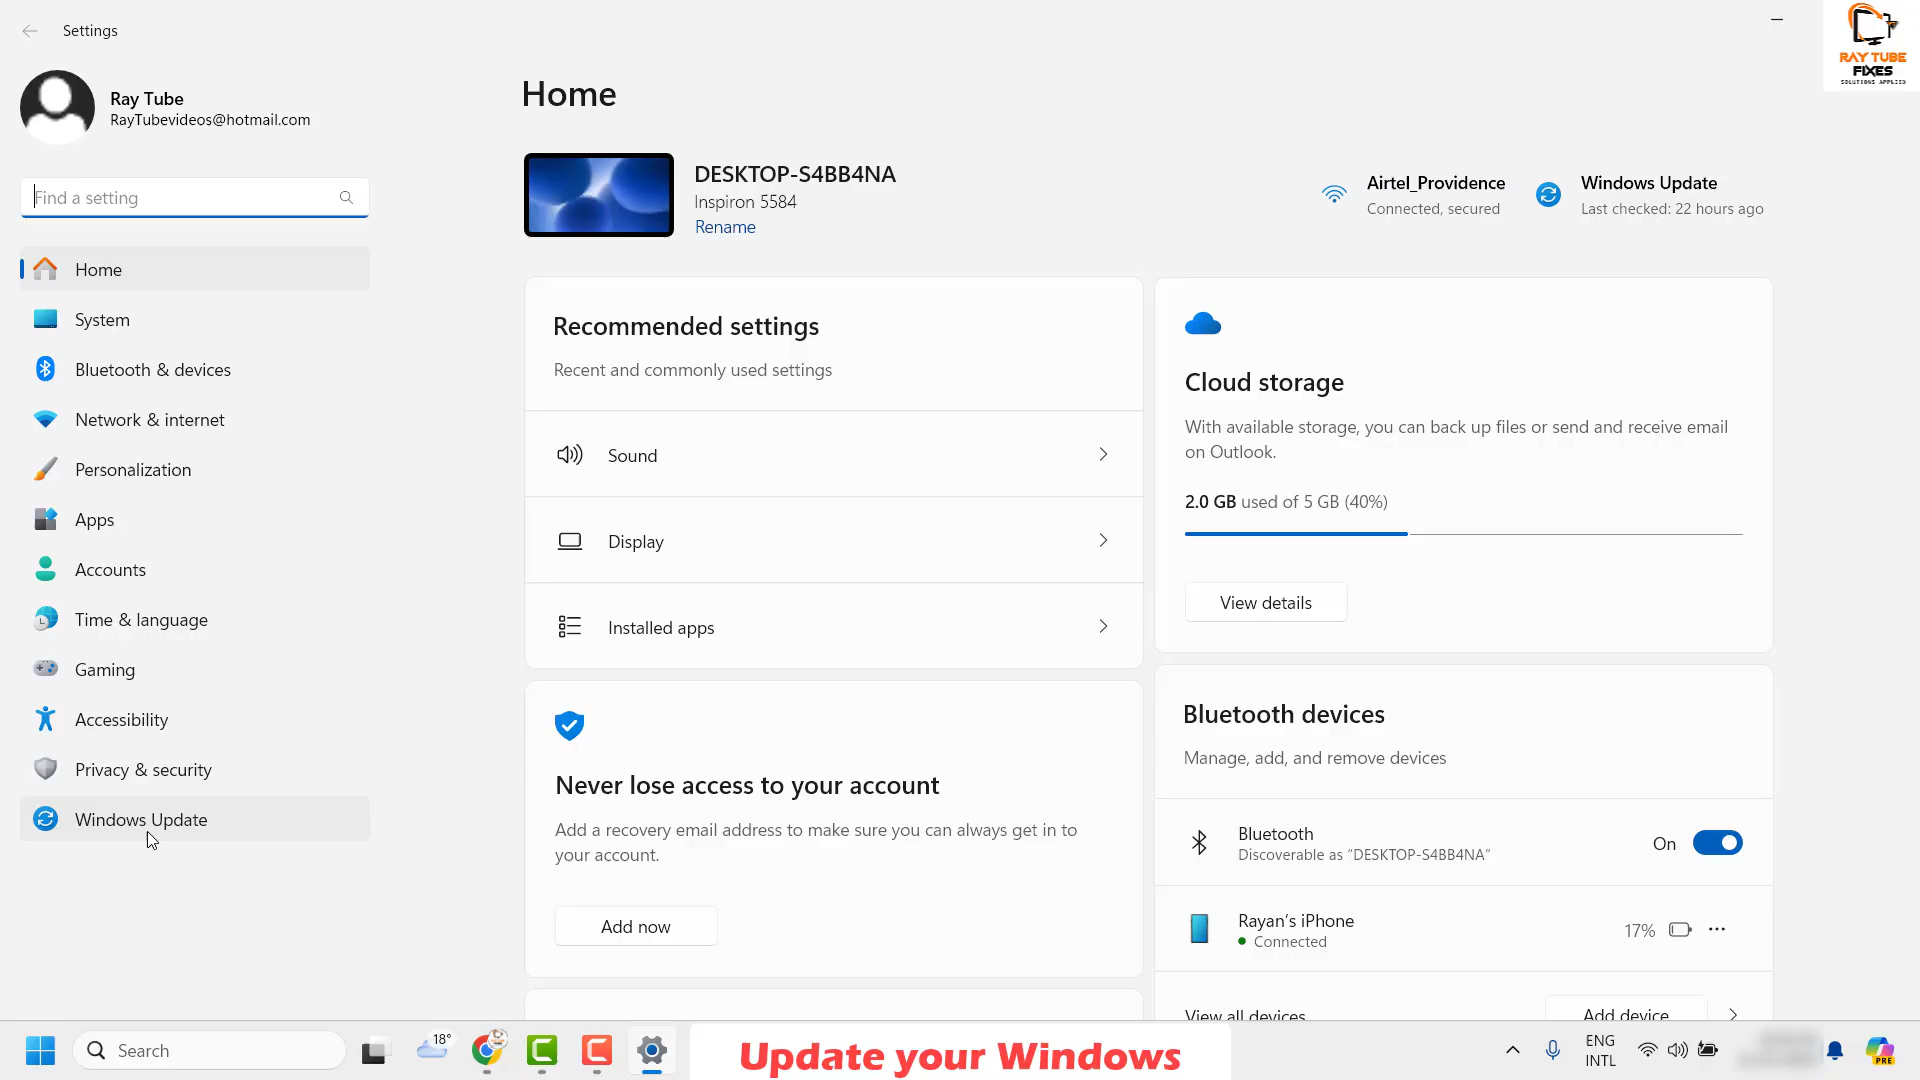 Settings
RAY TUBE
FIXES
SOLUTIONS APPLIED
Ray Tube
RayTubevideos@hotmail.com
Find a setting
Home
System
Bluetooth & devices
Network & internet
Personalization
Apps
Accounts
Time & language
Gaming
Accessibility
Privacy & security
Windows Update
Home
DESKTOP-S4BB4NA
Inspiron 5584
Rename
Airtel_Providence
Connected, secured
Windows Update
Last checked: 22 hours ago
Recommended settings
Recent and commonly used settings
Sound
Display
Installed apps
Never lose access to your account
Add a recovery email address to make sure you can always get in to
your account.
Add now
Cloud storage
With available storage, you can back up files or send and receive email
on Outlook.
2.0 GB used of 5 GB (40%)
View details
Bluetooth devices
Manage, add, and remove devices
Bluetooth
Discoverable as “DESKTOP-S4BB4NA”
On
Rayan’s iPhone
Connected
17%
View all devices
Add device
Search
18°
Update your Windows
ENG
INTL
PRE